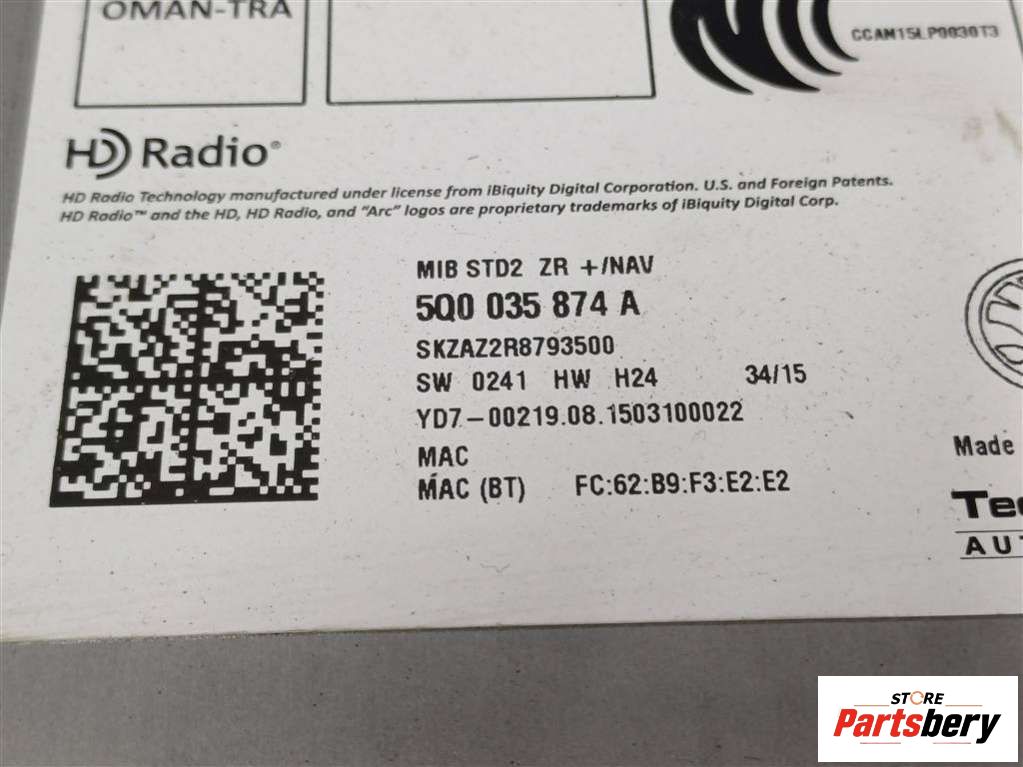 OMAN-TRA
CCAM15LP0030T3
HD Radio®
HD Radio Technology manufactured under license from iBiquity Digital Corporation. U.S. and Foreign Patents.
HD Radio™ and the HD, HD Radio, and "Arc" logos are proprietary trademarks of iBiquity Digital Corp.
MIB STD2 ZR +/NAV
5Q0 035 874 A
SKZAZ2R8793500
SW 0241 HW H24 34/15
YD7-00219.08.1503100022
MAC
MAC (BT) FC:62:B9:F3:E2:E2
Made
Te
AU
STORE
Partsbery